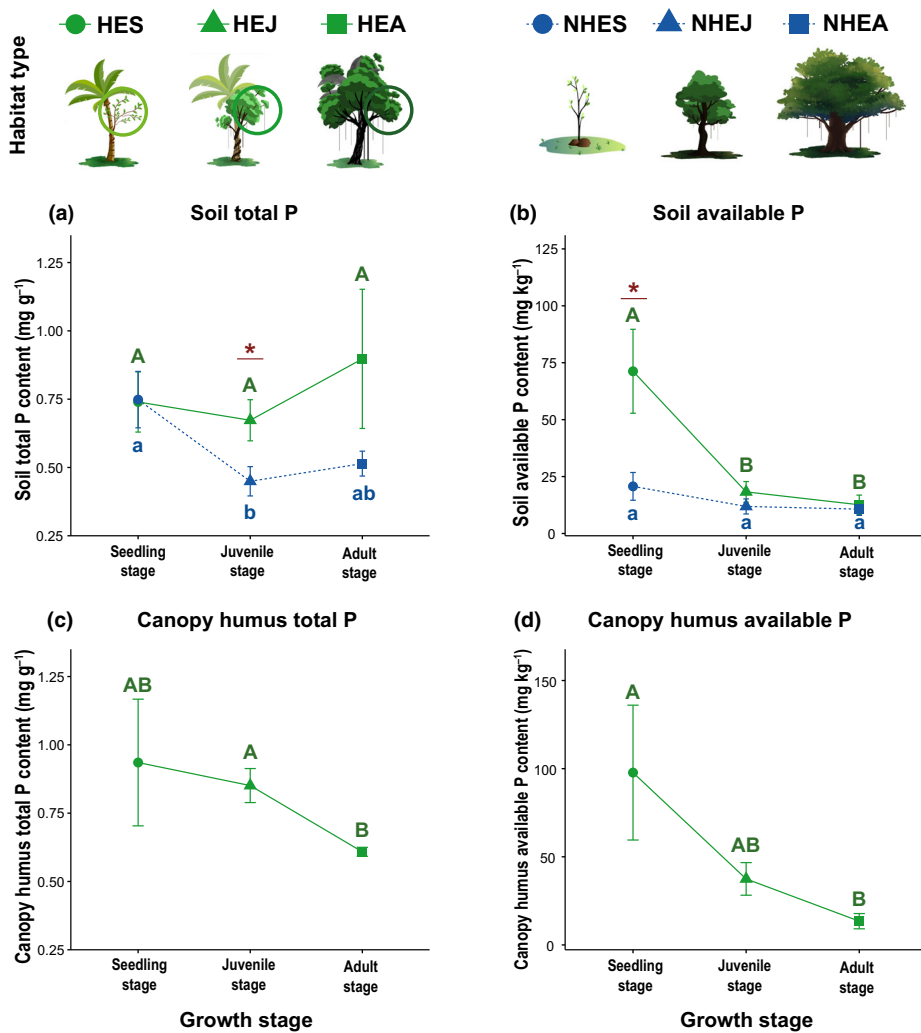 Habitat type
HES HEJ HEA NHES NHEJ NHEA
(a) Soil total P
Soil total P content (mg g⁻¹)
1.25
1.00
0.75
0.50
0.25
A
A
A
*
a
b
ab
Seedling stage
Juvenile stage
Adult stage
(b) Soil available P
Soil available P content (mg kg⁻¹)
125
100
75
50
25
0
*
A
B
B
a
a
a
Seedling stage
Juvenile stage
Adult stage
(c) Canopy humus total P
Canopy humus total P content (mg g⁻¹)
1.25
1.00
0.75
0.50
0.25
AB
A
B
Seedling stage
Juvenile stage
Adult stage
Growth stage
(d) Canopy humus available P
Canopy humus available P content (mg kg⁻¹)
150
100
50
0
A
AB
B
Seedling stage
Juvenile stage
Adult stage
Growth stage